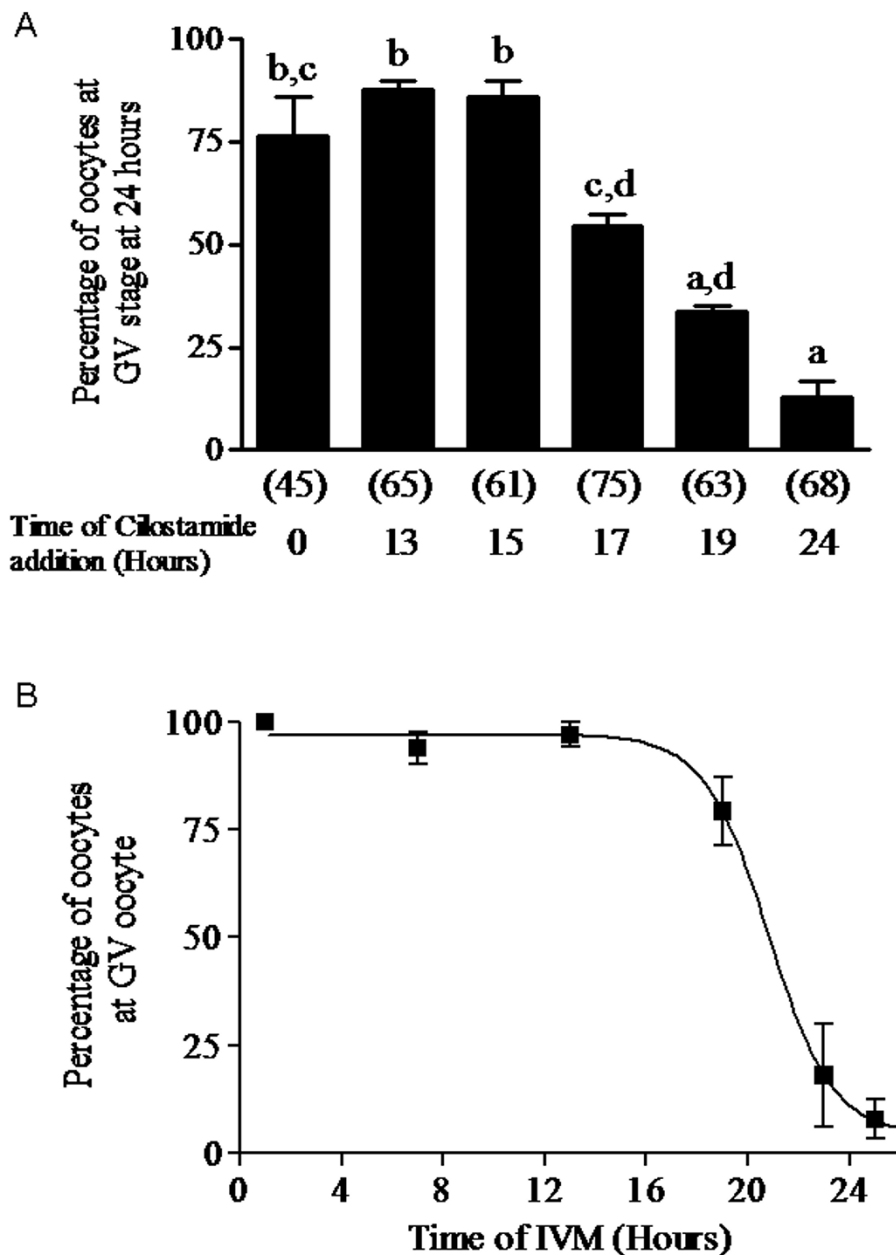 A
Percentage of oocytes at
GV stage at 24 hours
100
75
50
25
0
b,c
b
b
c,d
a,d
a
(45) (65) (61) (75) (63) (68)
Time of Cilostamide
addition (Hours)
0 13 15 17 19 24
B
Percentage of oocytes
at GV oocyte
100
75
50
25
0
0 4 8 12 16 20 24
Time of IVM (Hours)